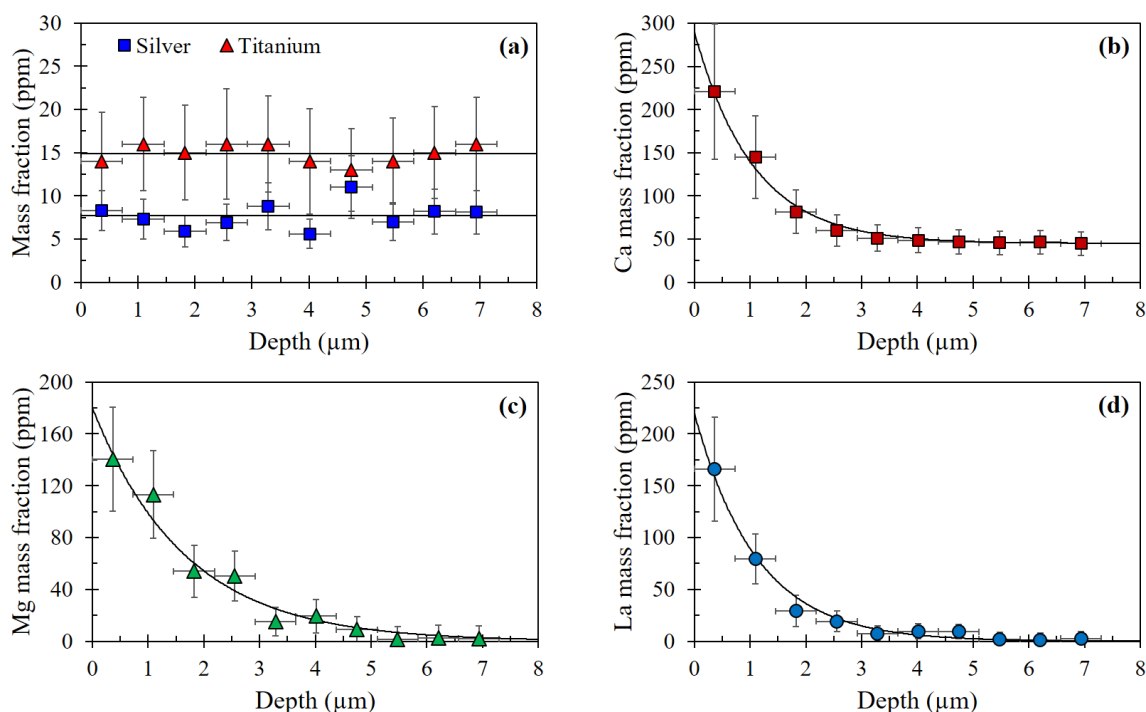 Mass fraction (ppm)
30
25
20
15
10
5
0
Silver Titanium
(a)
0 1 2 3 4 5 6 7 8
Depth (µm)
Ca mass fraction (ppm)
300
250
200
150
100
50
0
(b)
0 1 2 3 4 5 6 7 8
Depth (µm)
Mg mass fraction (ppm)
200
160
120
80
40
0
(c)
0 1 2 3 4 5 6 7 8
Depth (µm)
La mass fraction (ppm)
250
200
150
100
50
0
(d)
0 1 2 3 4 5 6 7 8
Depth (µm)